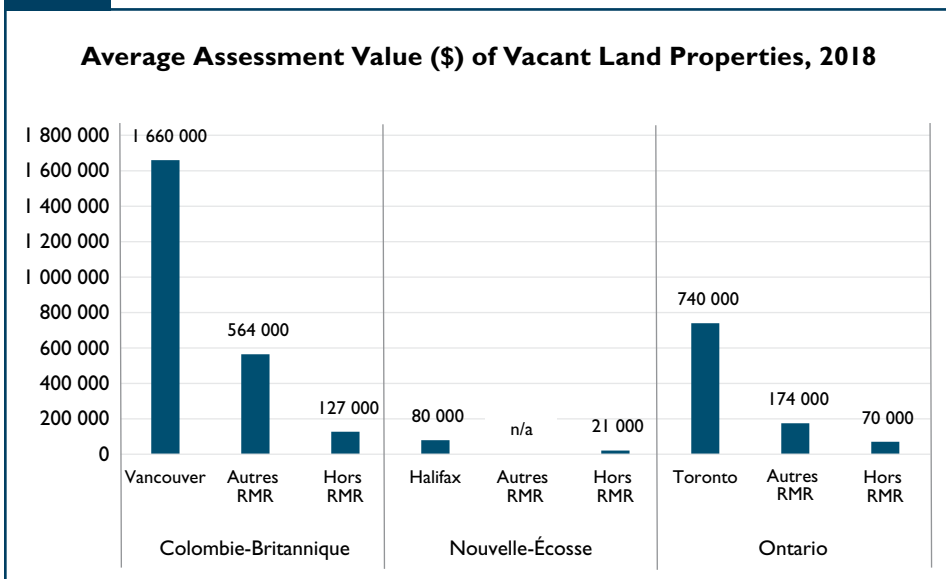 Average Assessment Value ($) of Vacant Land Properties, 2018
1 800 000
1 600 000
1 400 000
1 200 000
1 000 000
800 000
600 000
400 000
200 000
0
1 660 000
564 000
127 000
80 000
n/a
21 000
740 000
174 000
70 000
Vancouver
Autres
RMR
Hors
RMR
Halifax
Autres
RMR
Hors
RMR
Toronto
Autres
RMR
Hors
RMR
Colombie-Britannique
Nouvelle-Écosse
Ontario